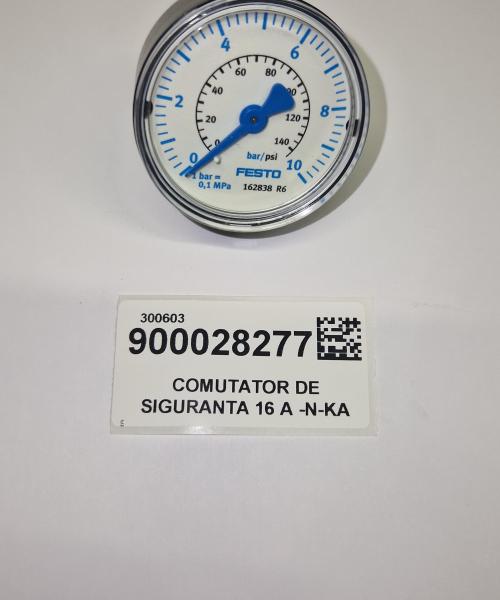 4
6
60
80
40
100
2
8
20
120
0
140
0
bar/psi
10
1 bar =
0,1 MPa
FESTO
162838 R6
300603
900028277
COMUTATOR DE
SIGURANTA 16 A -N-KA